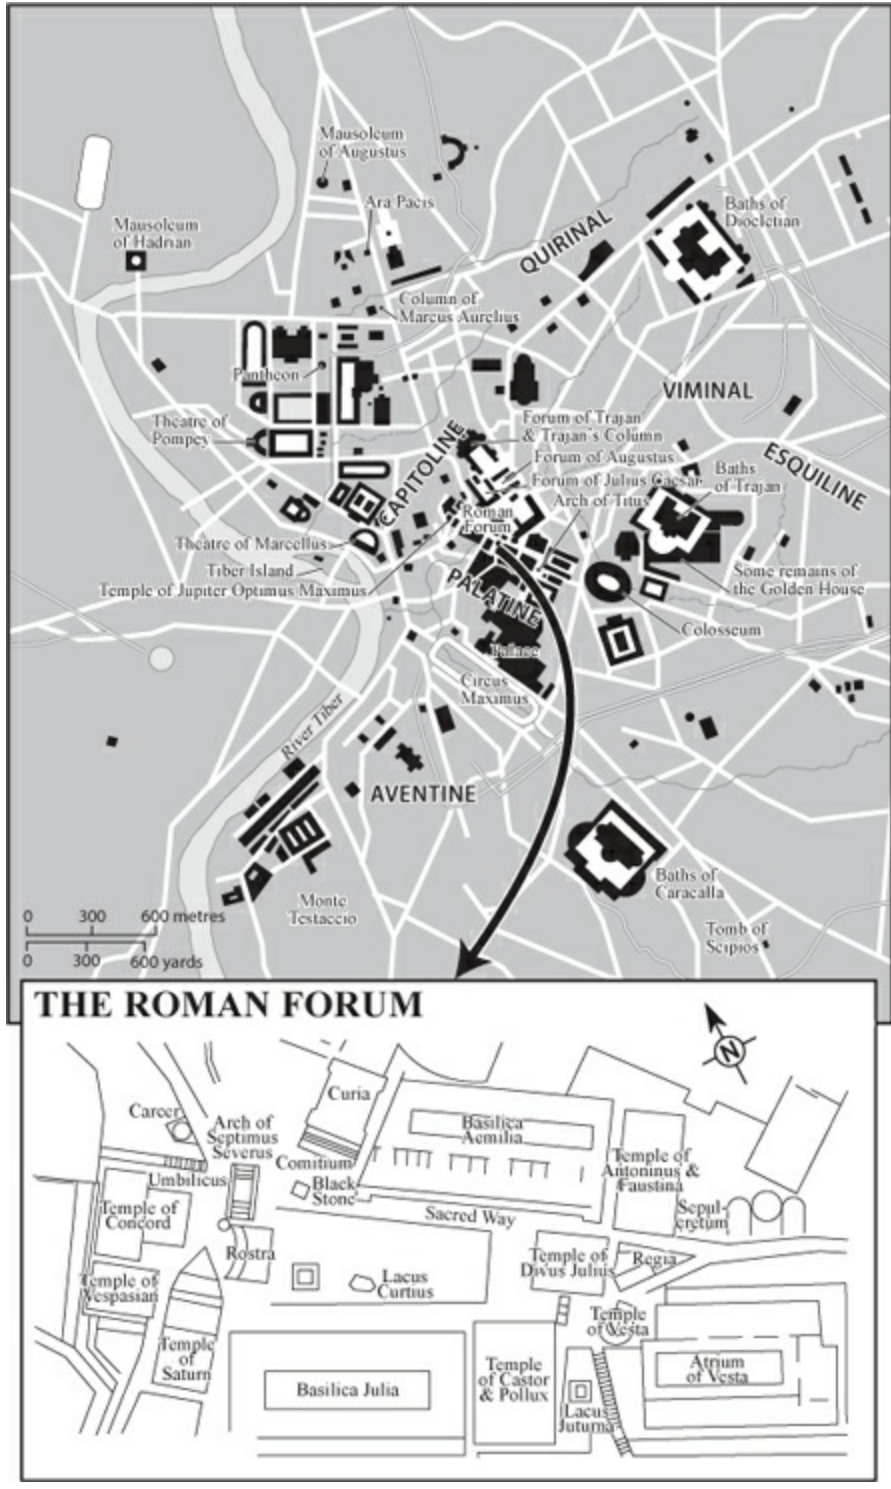 Mausoleum
of Augustus
Ara Pacis
Mausoleum
of Hadrian
QUIRINAL
Baths of
Diocletian
Column of
Marcus Aurelius
Pantheon
VIMINAL
Theatre of
Pompey
CAPITOLINE
Forum of Trajan
& Trajan's Column
Forum of Augustus
Forum of Julius Caesar
Arch of Titus
ESQUILINE
Baths
of Trajan
Roman
Forum
Theatre of Marcellus
Tiber Island
Temple of Jupiter Optimus Maximus
PALATINE
Some remains of
the Golden House
Colosseum
Palace
Circus
Maximus
River Tiber
AVENTINE
Baths of
Caracalla
Monte
Testaccio
Tomb of
Scipios
0 300 600 metres
0 300 600 yards
THE ROMAN FORUM
N
Carcer
Arch of
Septimus
Severus
Curia
Basilica
Aemilia
Comitium
Umbilicus
Black
Stone
Temple of
Antoninus &
Faustina
Temple of
Concord
Sacred Way
Sepul-
cretum
Rostra
Temple of
Divus Julius
Regia
Temple of
Vespasian
Lacus
Curtius
Temple
of Vesta
Temple
of
Saturn
Basilica Julia
Temple
of Castor
& Pollux
Atrium
of Vesta
Lacus
Juturna